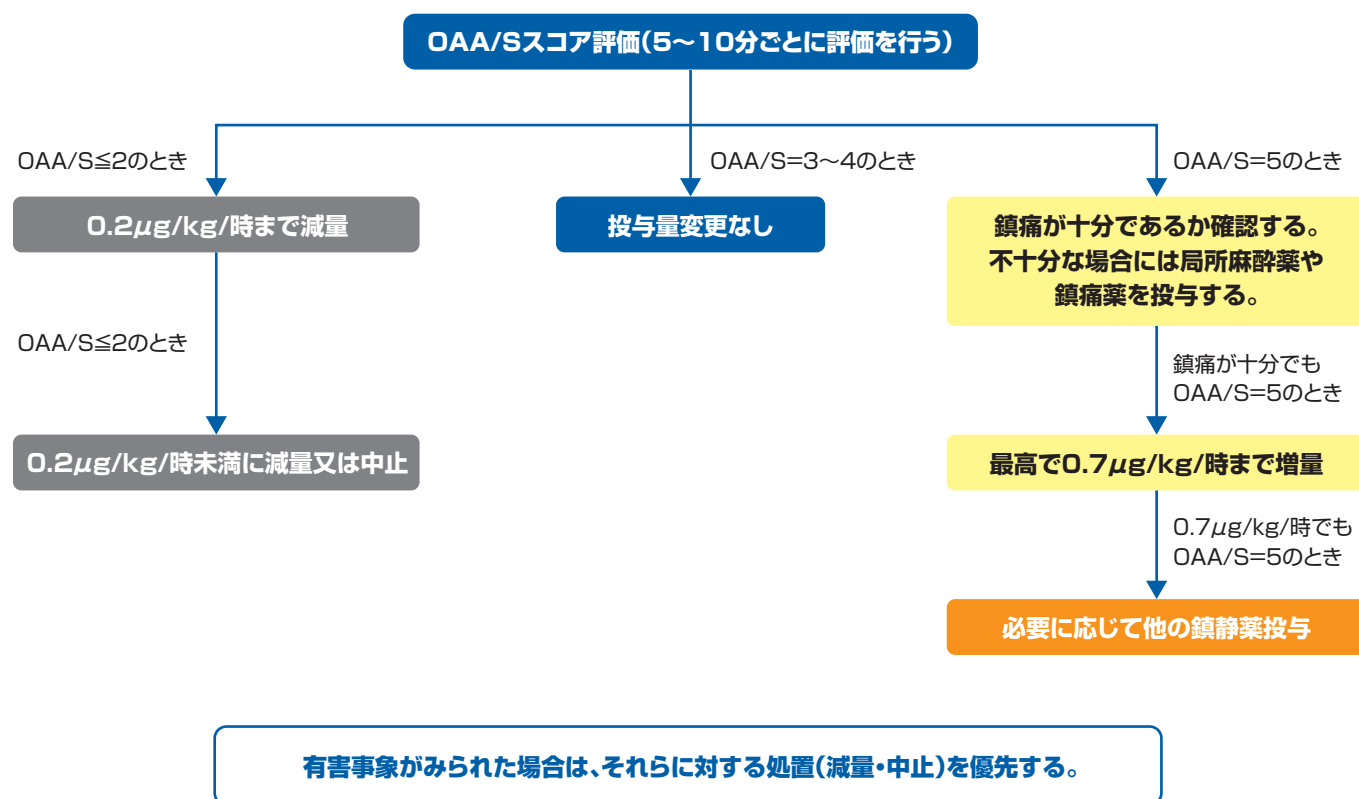 OAA/Sスコア評価(5〜10分ごとに評価を行う)
OAA/S≦2のとき
OAA/S=3〜4のとき
OAA/S=5のとき
0.2μg/kg/時まで減量
投与量変更なし
鎮痛が十分であるか確認する。
不十分な場合には局所麻酔薬や
鎮痛薬を投与する。
OAA/S≦2のとき
鎮痛が十分でも
OAA/S=5のとき
0.2μg/kg/時未満に減量又は中止
最高で0.7μg/kg/時まで増量
0.7μg/kg/時でも
OAA/S=5のとき
必要に応じて他の鎮静薬投与
有害事象がみられた場合は、それらに対する処置(減量・中止)を優先する。